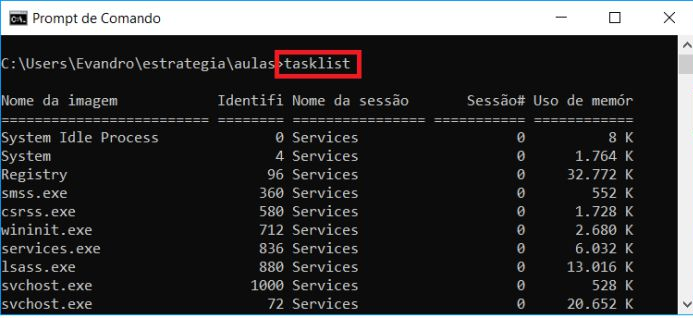 Prompt de Comando
C:\Users\Evandro\estrategia\aulas>tasklist
Nome da imagem Identifi Nome da sessão Sessão# Uso de memór
========================= ======== ================ =========== ============
System Idle Process 0 Services 0 8 K
System 4 Services 0 1.764 K
Registry 96 Services 0 32.772 K
smss.exe 360 Services 0 552 K
csrss.exe 580 Services 0 1.728 K
wininit.exe 712 Services 0 2.680 K
services.exe 836 Services 0 6.032 K
lsass.exe 880 Services 0 13.016 K
svchost.exe 1000 Services 0 528 K
svchost.exe 72 Services 0 20.652 K